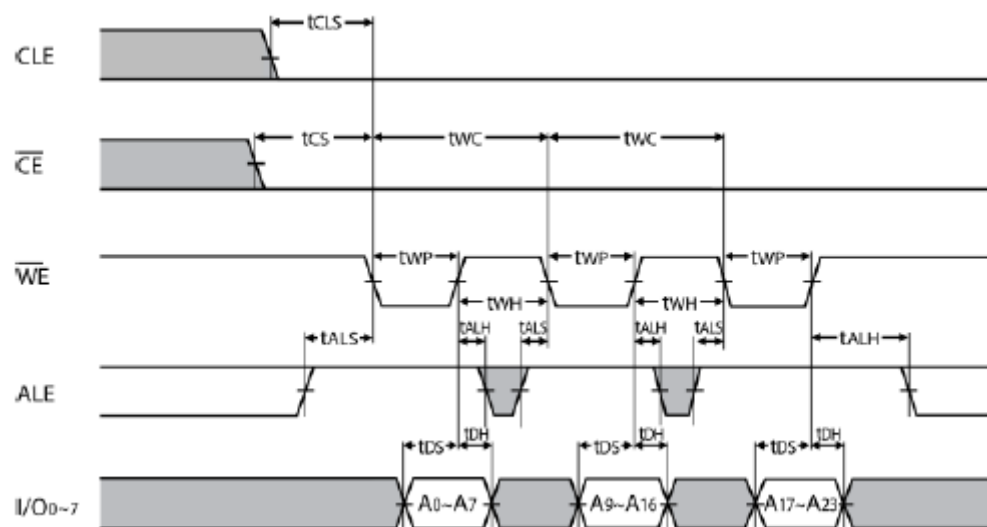 CLE tCLS
CE tCS tWC tWC
WE tWP tWP tWP
tWH tWH
tALS tALH tALS tALH tALS tALH
ALE
tDS tDH tDS tDH tDS tDH
I/O0~7 A0~A7 A9~A16 A17~A23